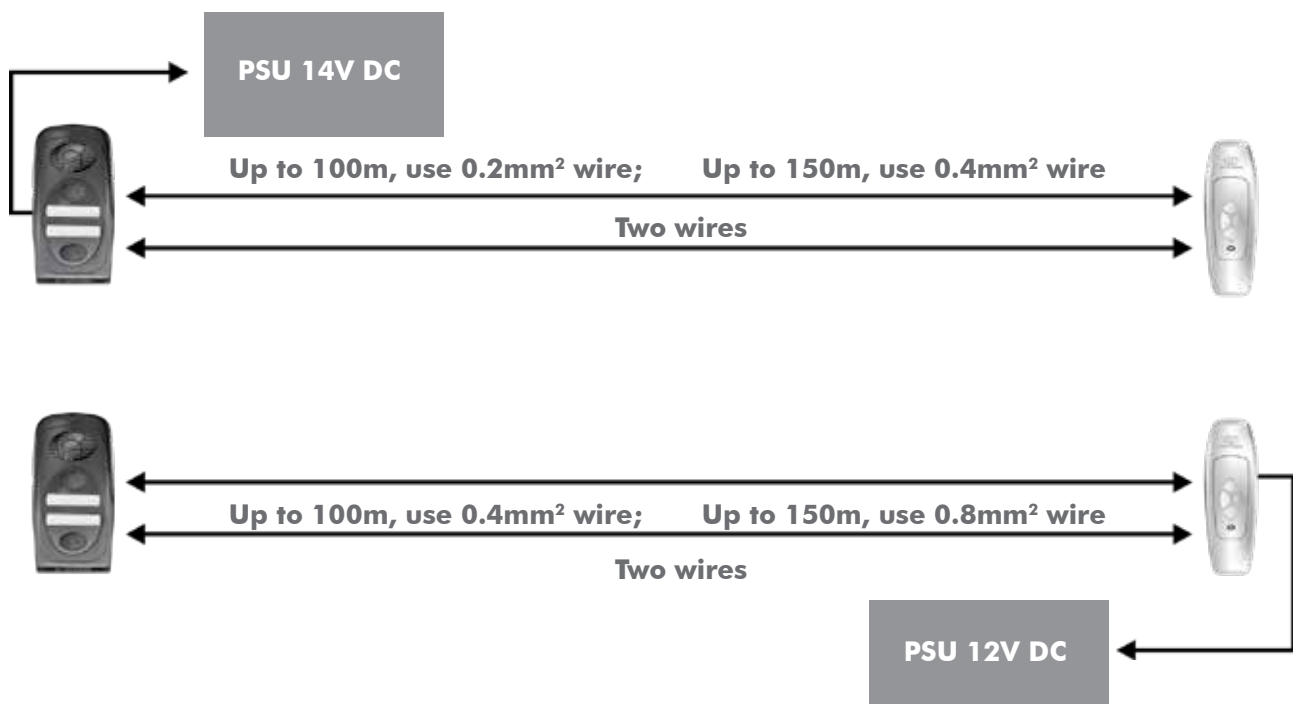 PSU 14V DC
Up to 100m, use 0.2mm² wire; Up to 150m, use 0.4mm² wire
Two wires
Up to 100m, use 0.4mm² wire; Up to 150m, use 0.8mm² wire
Two wires
PSU 12V DC